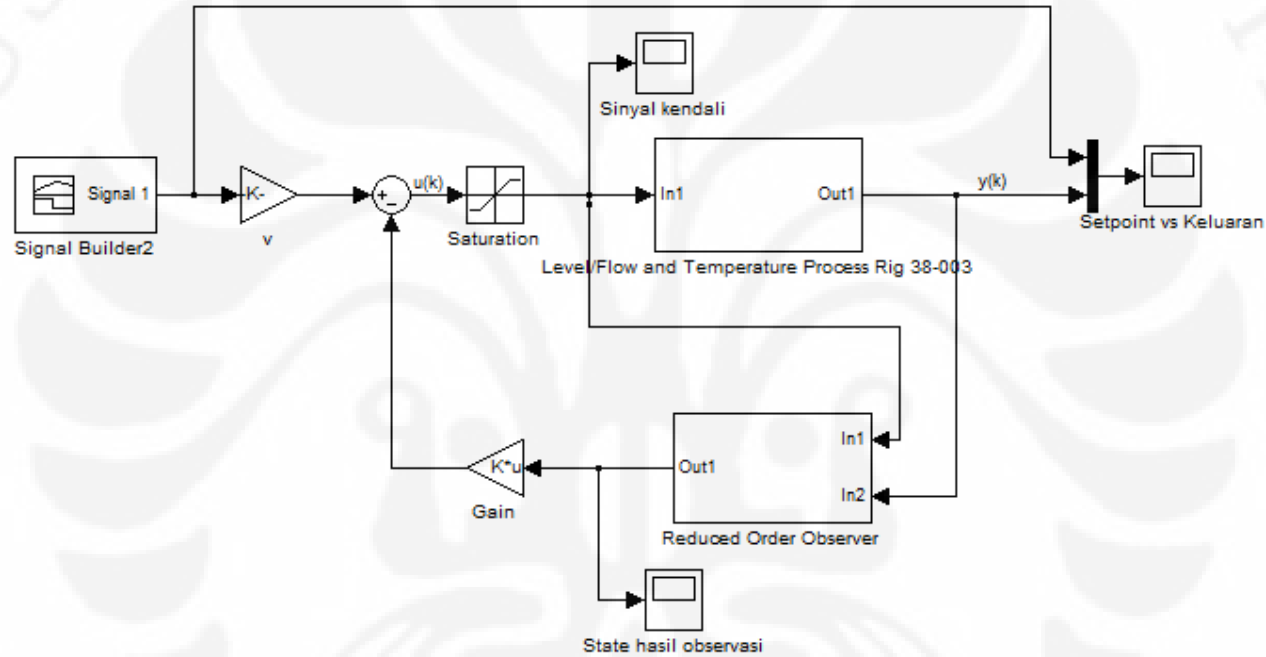 Sinyal kendali
Signal 1
Signal Builder2
K-
v
+
-
u(k)
Saturation
In1
Out1
Level/Flow and Temperature Process Rig 38-003
y(k)
Setpoint vs Keluaran
K*u
Gain
Out1
In1
In2
Reduced Order Observer
State hasil observasi